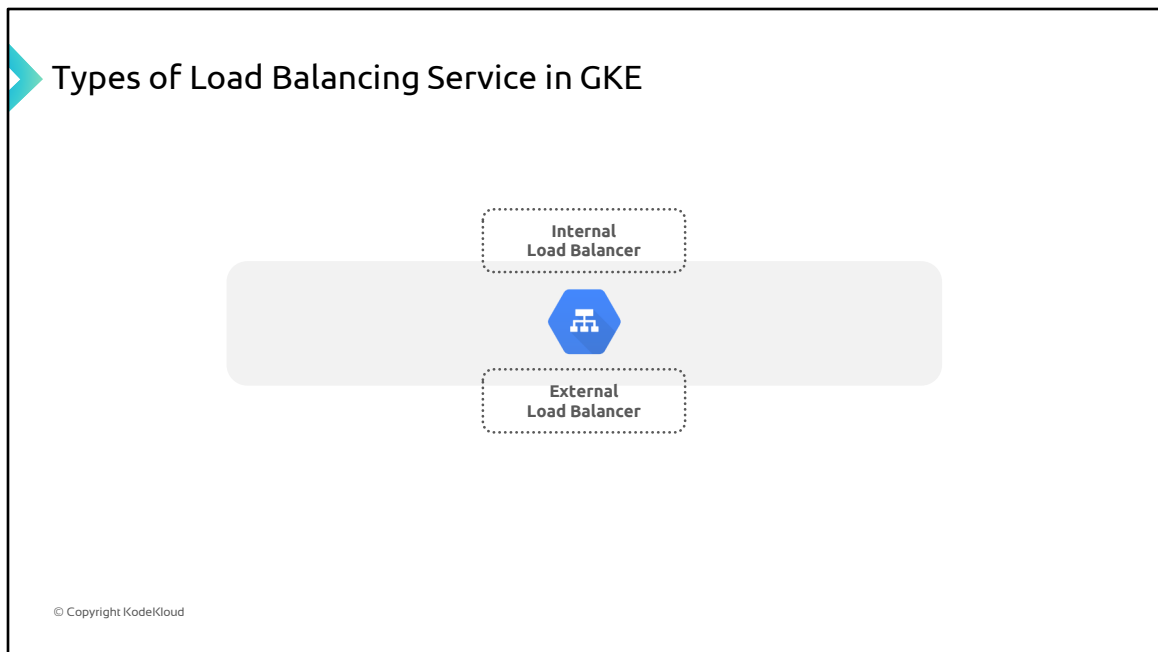 Types of Load Balancing Service in GKE
Internal
Load Balancer
External
Load Balancer
© Copyright KodeKloud